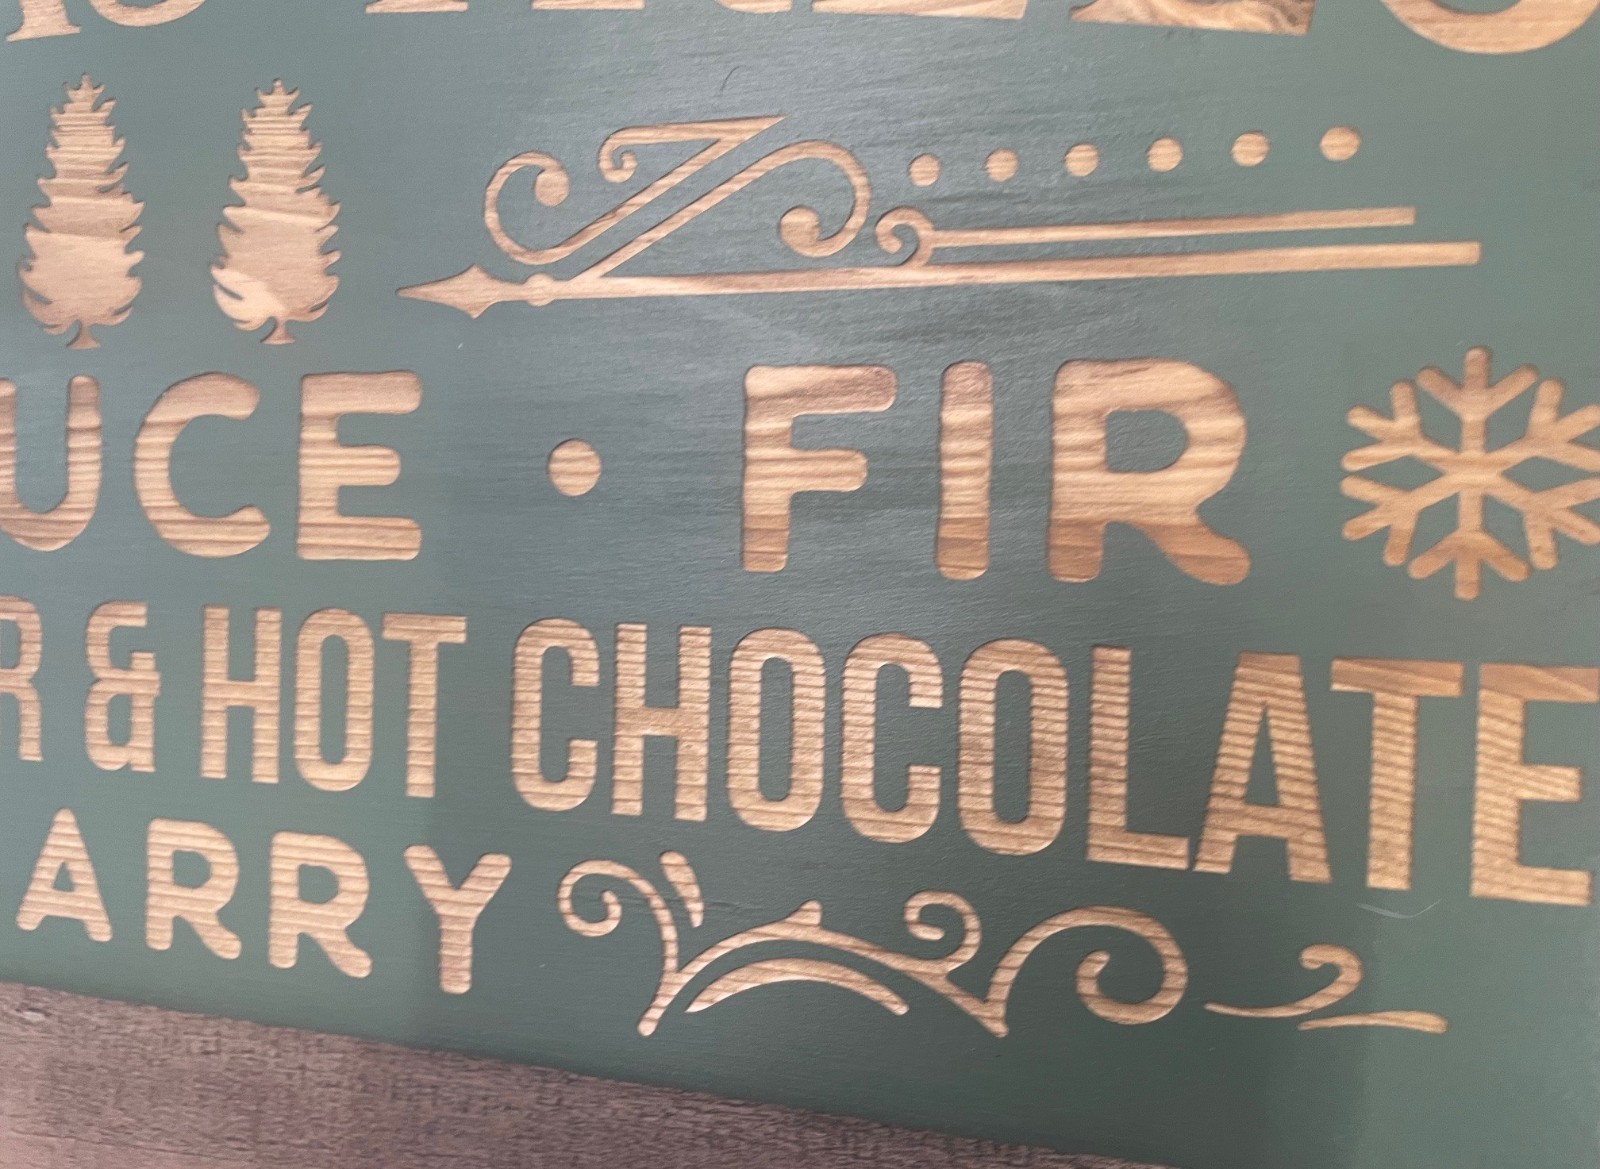 UCE • FIR
R & HOT CHOCOLATE
ARRY